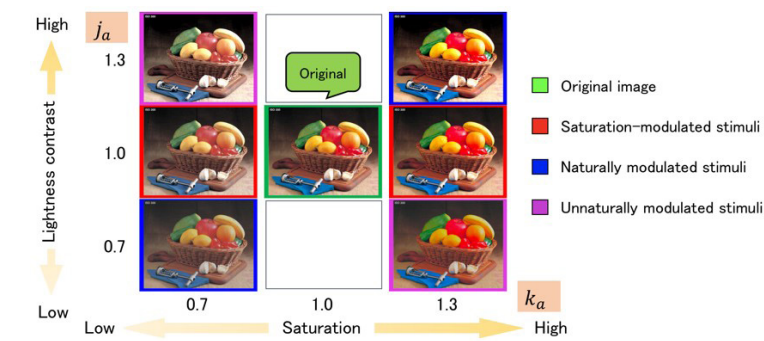 High
j_a
1.3
Original
Original image
Saturation-modulated stimuli
1.0
Lightness contrast
Naturally modulated stimuli
Unnaturally modulated stimuli
0.7
Low
0.7
1.0
1.3
k_a
Low
Saturation
High